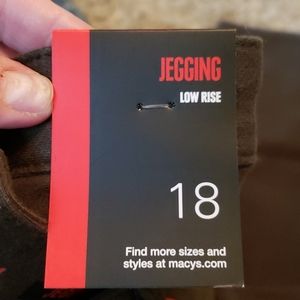 JEGGING
LOW RISE
18
Find more sizes and
styles at macys.com